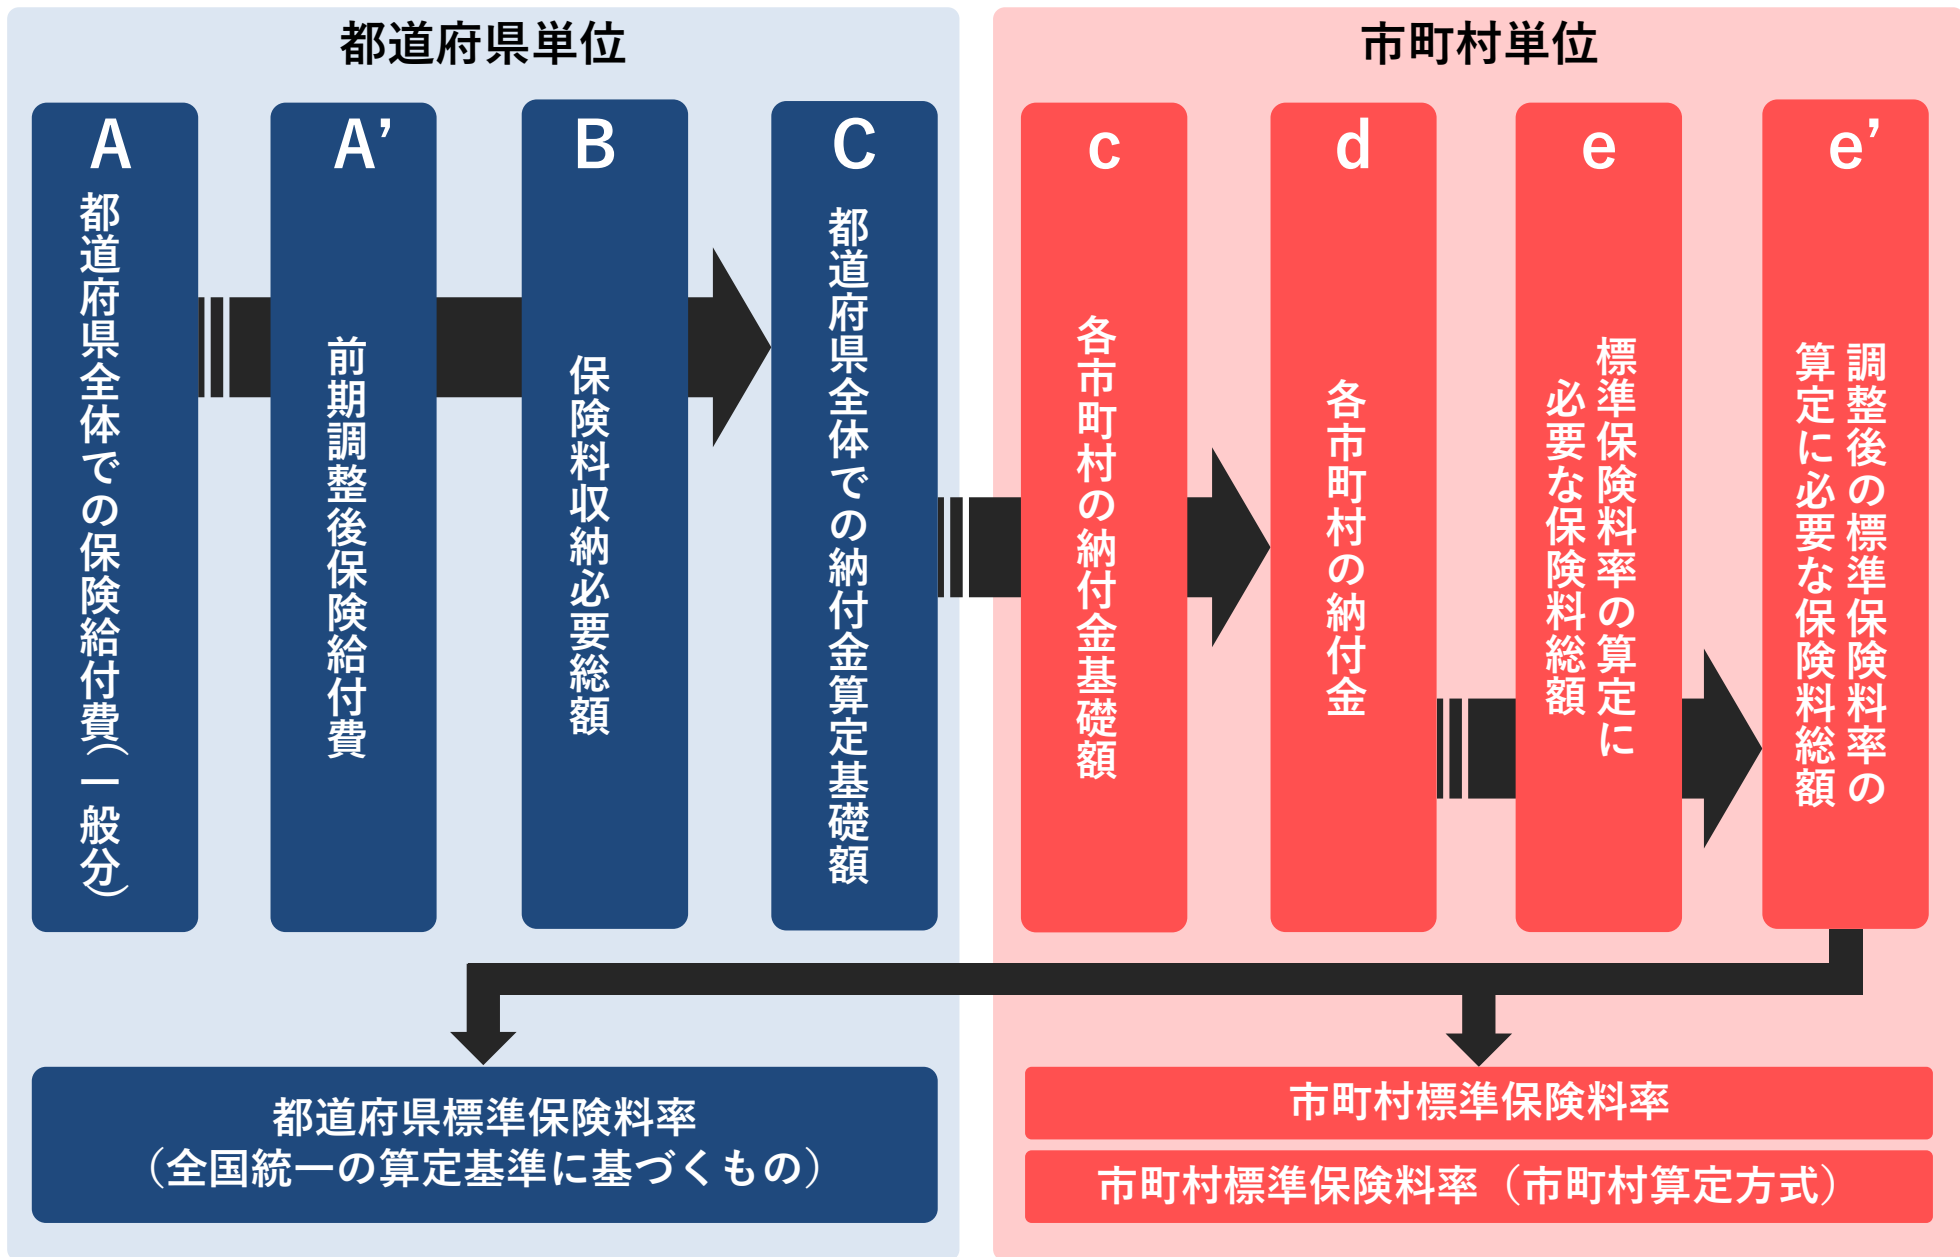 都道府県単位
A
都道府県全体での保険給付費（一般分）
A’
前期調整後保険給付費
B
保険料収納必要総額
C
都道府県全体での納付金算定基礎額
市町村単位
c
各市町村の納付金基礎額
d
各市町村の納付金
e
標準保険料率の算定に
必要な保険料総額
e’
調整後の標準保険料率の
算定に必要な保険料総額
都道府県標準保険料率
（全国統一の算定基準に基づくもの）
市町村標準保険料率
市町村標準保険料率（市町村算定方式）